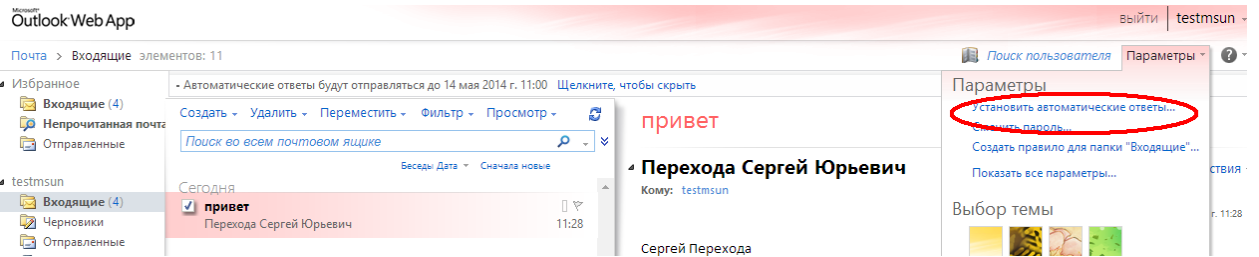 Microsoft®
Outlook Web App
выйти testmsun
Почта > Входящие элементов: 11
Поиск пользователя Параметры
Избранное
Входящие (4)
Непрочитанная почта
Отправленные
testmsun
Входящие (4)
Черновики
Отправленные
- Автоматические ответы будут отправляться до 14 мая 2014 г. 11:00 Щелкните, чтобы скрыть
Создать Удалить Переместить Фильтр Просмотр
Поиск во всем почтовом ящике
Беседы Дата Сначала новые
Сегодня
привет
Перехода Сергей Юрьевич 11:28
привет
Перехода Сергей Юрьевич
Кому: testmsun
Сергей Перехода
Параметры
Установить автоматические ответы...
Сменить пароль...
Создать правило для папки "Входящие"...
Показать все параметры...
Выбор темы
ствия
г. 11:28